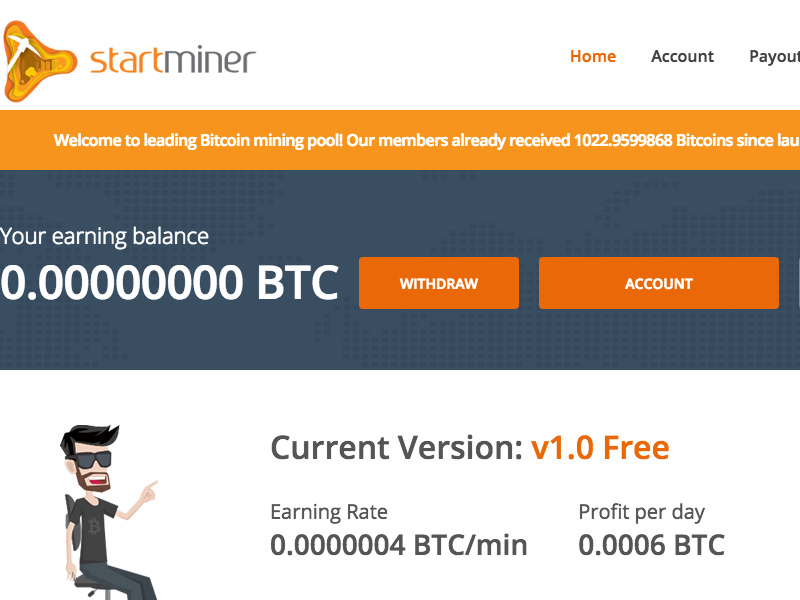 startminer
Home Account Payout
Welcome to leading Bitcoin mining pool! Our members already received 1022.9599868 Bitcoins since lau
Your earning balance
0.00000000 BTC
WITHDRAW
ACCOUNT
Current Version: v1.0 Free
Earning Rate
0.0000004 BTC/min
Profit per day
0.0006 BTC